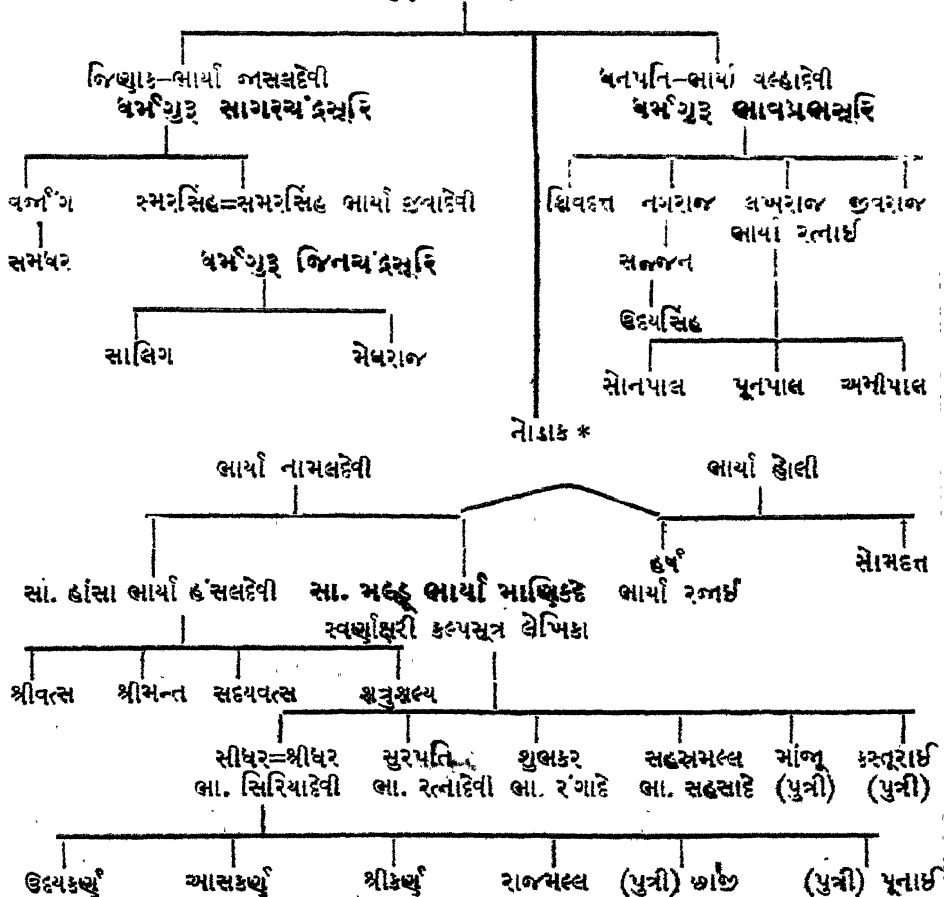 જિણાક-ભાર્યા જાસલદેવી ધનપતિ-ભાર્યા વલ્હાદેવી
ધર્મગુરૂ સાગરચંદ્રસૂરિ ધર્મગૂરૂ ભાવપ્રભસૂરિ
વર્જાંગ સ્મરસિંહ=સમરસિંહ ભાર્યા જીવાદેવી શિવદત્ત નગરાજ લખરાજ જીવરાજ
ભાર્યા રત્નાઈ
સમધર ધર્મગુરૂ જિનચંદ્રસૂરિ સજ્જન
ઉદયસિંહ
સાલિગ મેઘરાજ
સોનપાલ પૂનપાલ અમીપાલ
તોડાક *
ભાર્યા નામલદેવી ભાર્યા હોલી
હર્ષ સોમદત્ત
સાં. હાંસા ભાર્યા હંસલદેવી સા. મલ્હૂ ભાર્યા માણિકદે ભાર્યા રજાઈ
સ્વર્ણાક્ષરી કલ્પસૂત્ર લેખિકા
શ્રીવત્સ શ્રીમન્ત સદયવત્સ શત્રુશલ્ય
સીધર=શ્રીધર સુરપતિ શુભકર સહસ્રમલ્લ માંજૂ કસ્તૂરાઈ
ભા. સિરિયાદેવી ભા. રત્નાદેવી ભા. રંગાદે ભા. સહસાદે (પુત્રી) (પુત્રી)
ઉદયકર્ણ આસકર્ણ શ્રીકર્ણ રાજમલ્લ (પુત્રી) છાજી (પુત્રી) પૂનાઈ